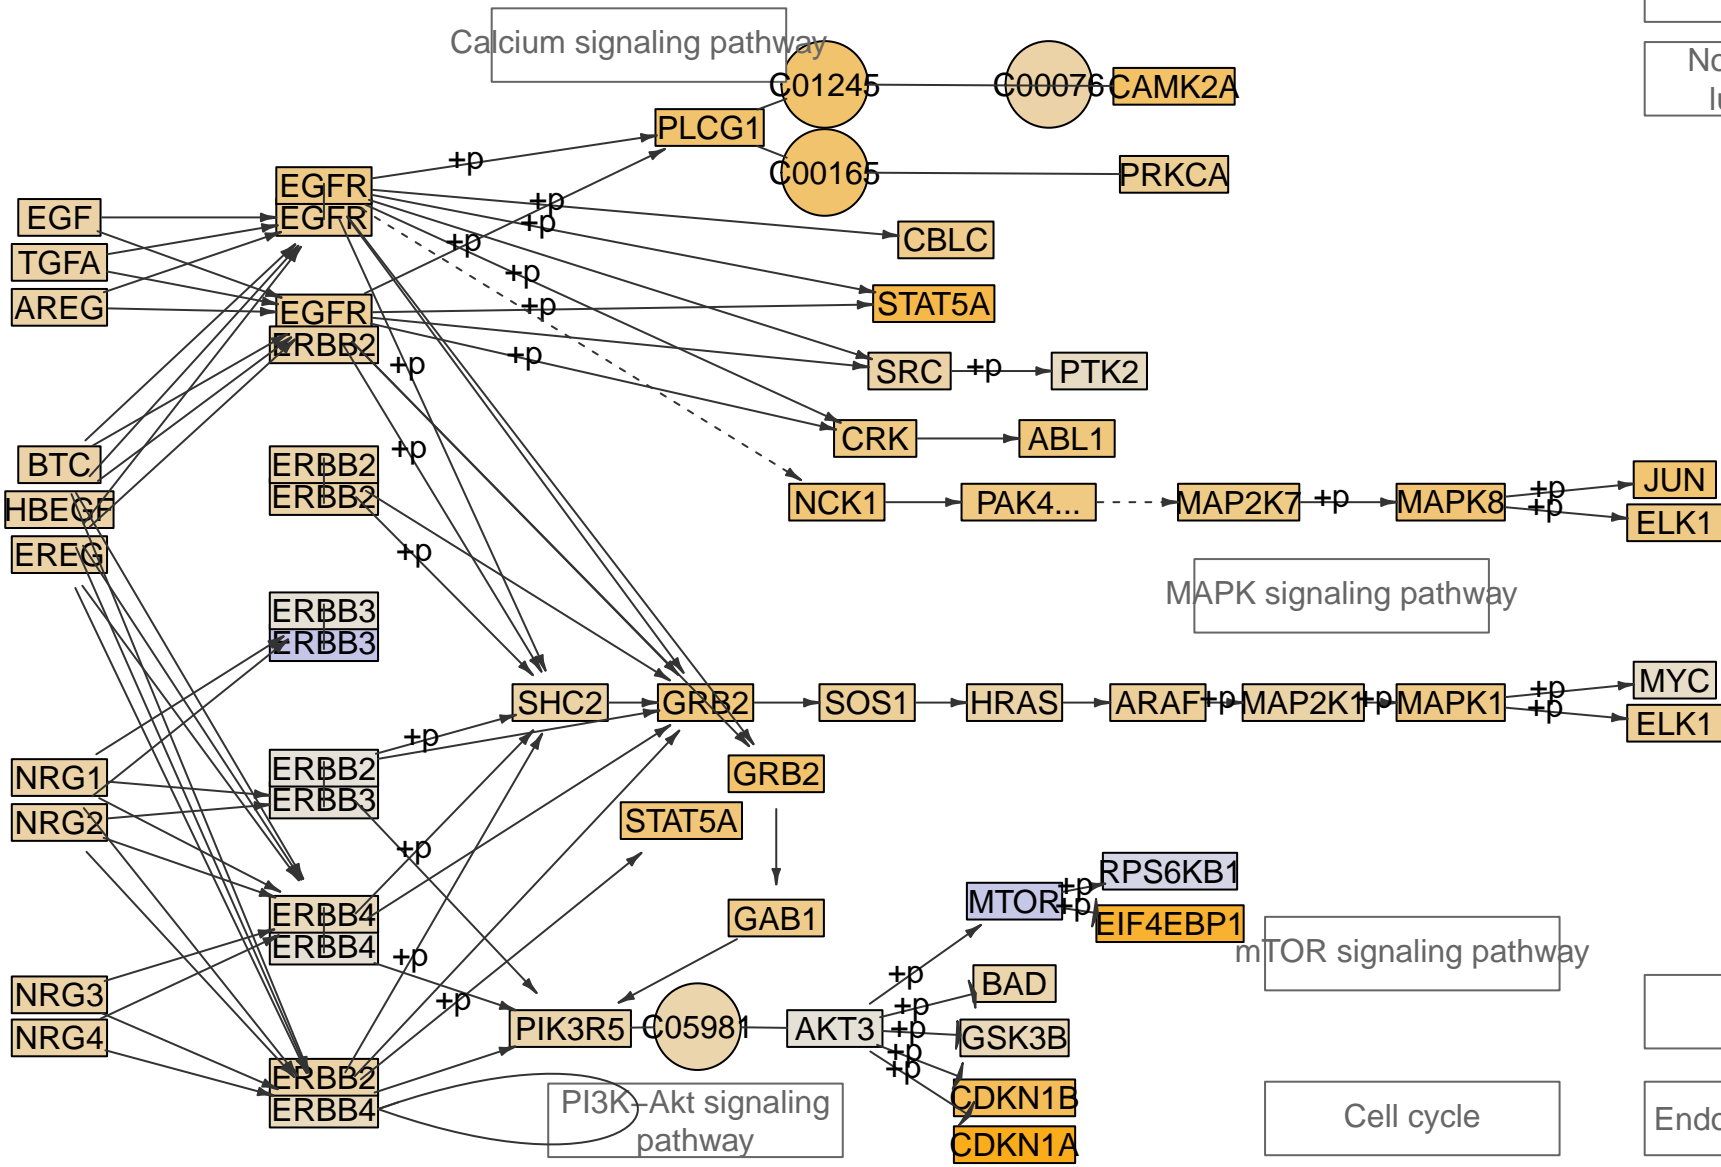 Calcium signaling pathway
No
lu
C01245
C00076
CAMK2A
PLCG1
+p
C00165
PRKCA
EGFR
EGF
EGFR
+p
+p
CBLC
TGFA
+p
+p
AREG
EGFR
+p
STAT5A
ERBB2
+p
+p
SRC
+p
PTK2
CRK
ABL1
BTC
ERBB2
+p
JUN
+p
HBEGF
ERBB2
NCK1
PAK4...
MAP2K7
+p
MAPK8
+p
ELK1
EREG
+p
MAPK signaling pathway
ERBB3
ERBB3
MYC
+p
SHC2
GRB2
SOS1
HRAS
ARAF
+p
MAP2K1
+p
MAPK1
+p
ELK1
+p
NRG1
ERBB2
GRB2
ERBB3
NRG2
STAT5A
+p
RPS6KB1
+p
MTOR
+p
ERBB4
GAB1
EIF4EBP1
ERBB4
+p
mTOR signaling pathway
+p
BAD
NRG3
+p
+p
PIK3R5
C05981
AKT3
+p
GSK3B
NRG4
+p
+p
ERBB2
CDKN1B
ERBB4
PI3K–Akt signaling
pathway
Cell cycle
Endo
CDKN1A